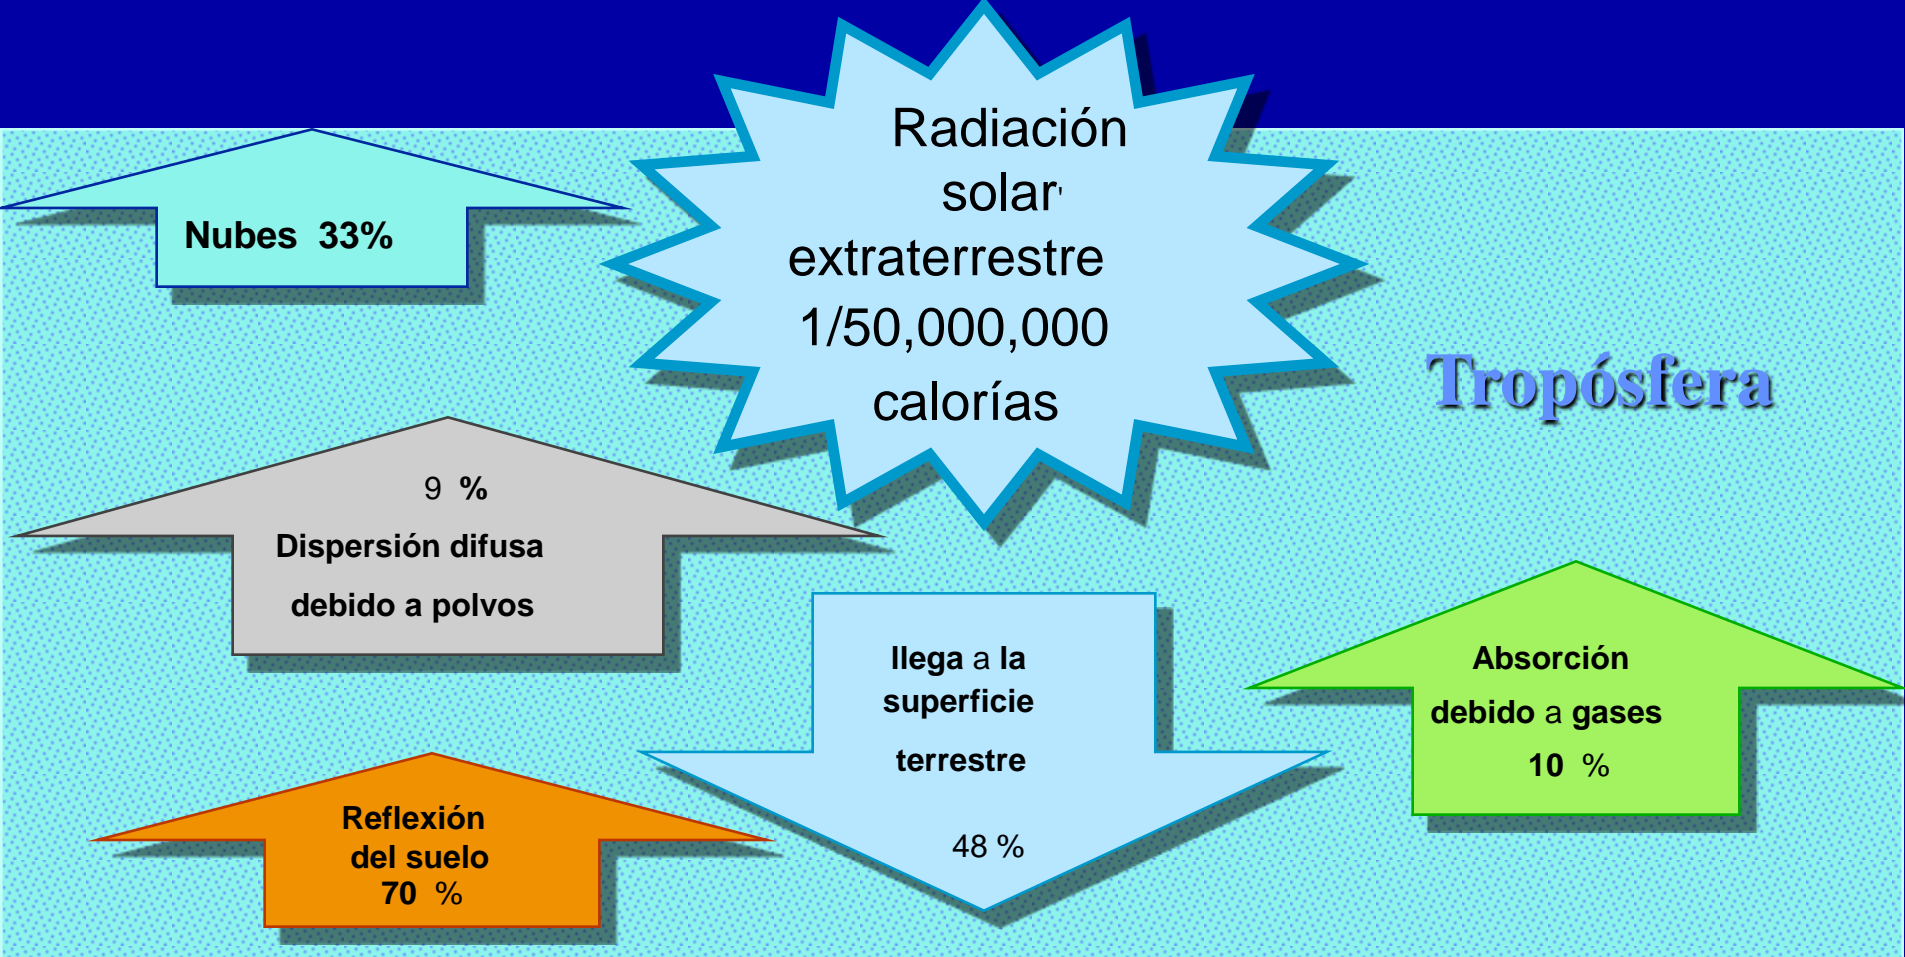 Radiación
solar'
extraterrestre
1/50,000,000
calorías
Nubes 33%
Tropósfera
9 %
Dispersión difusa
debido a polvos
llega a la
superficie
terrestre
48 %
Absorción
debido a gases
10 %
Reflexión
del suelo
70 %